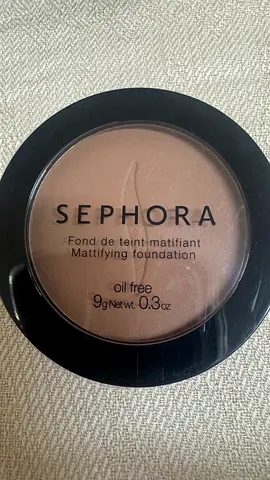 SEPHORA
Fond de teint matifiant
Mattifying foundation
oil free
9g Net wt. 0.3oz